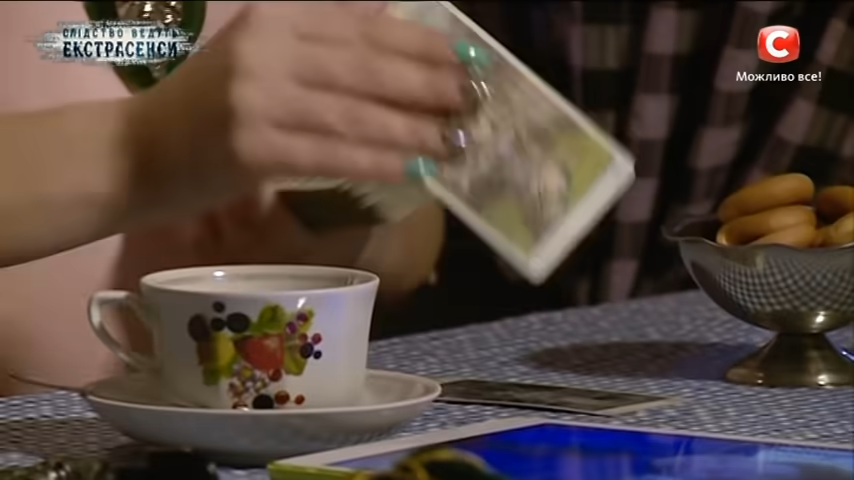 СЛІДСТВО ВЕДУТЬ
ЕКСТРАСЕНСИ
Можливо все!